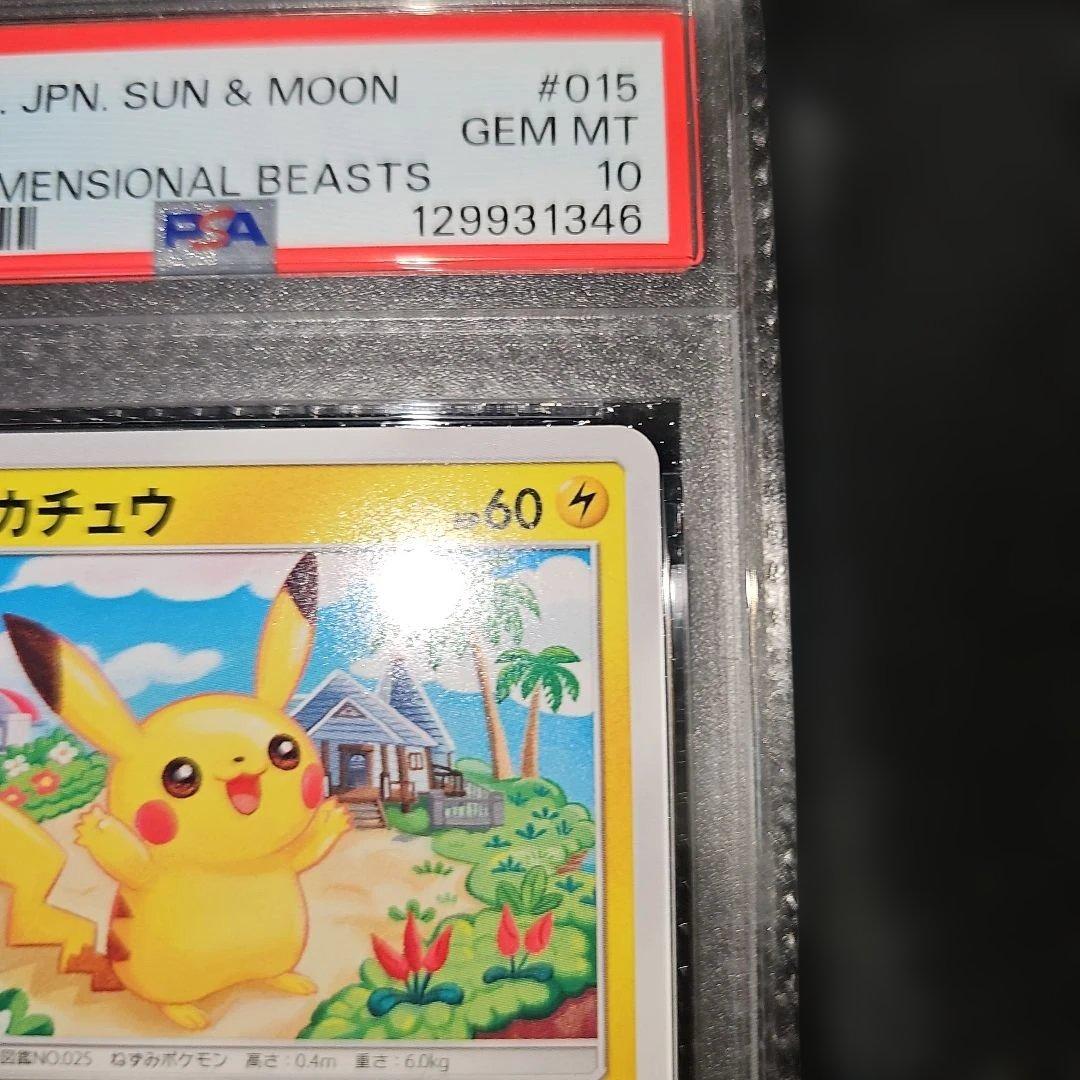 . JPN. SUN & MOON #015
GEM MT
MENSIONAL BEASTS 10
PSA 129931346
カチュウ HP60
図鑑NO.025 ねずみポケモン 高さ:0.4m 重さ:6.0kg